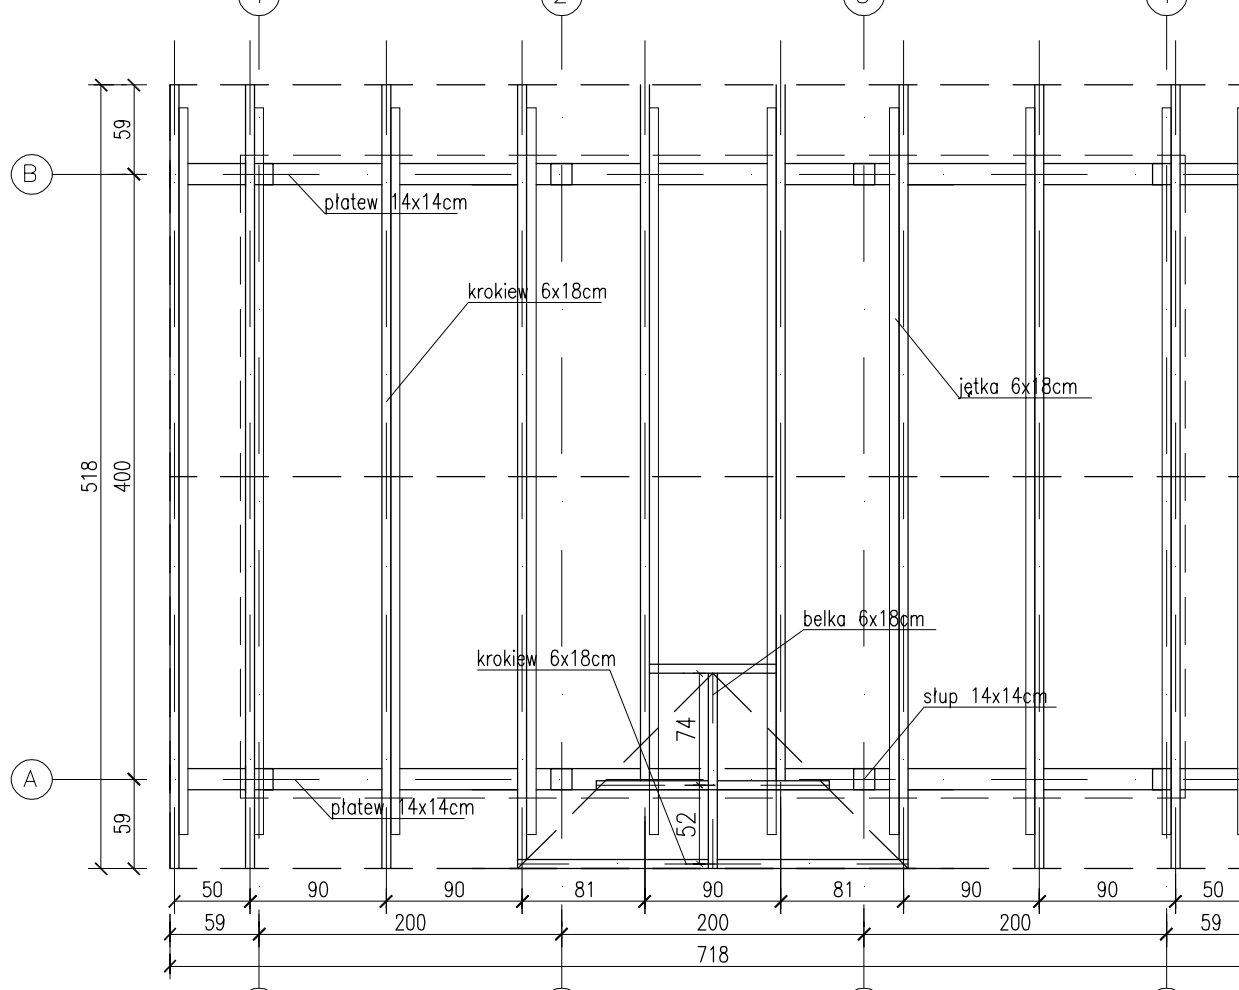 59
B
płatew 14x14cm
krokiew 6x18cm
jętka 6x18cm
518
400
belka 6x18cm
krokiew 6x18cm
słup 14x14cm
74
A
płatew 14x14cm
59
52
50 90 90 81 90 81 90 90 50
59 200 200 200 59
718